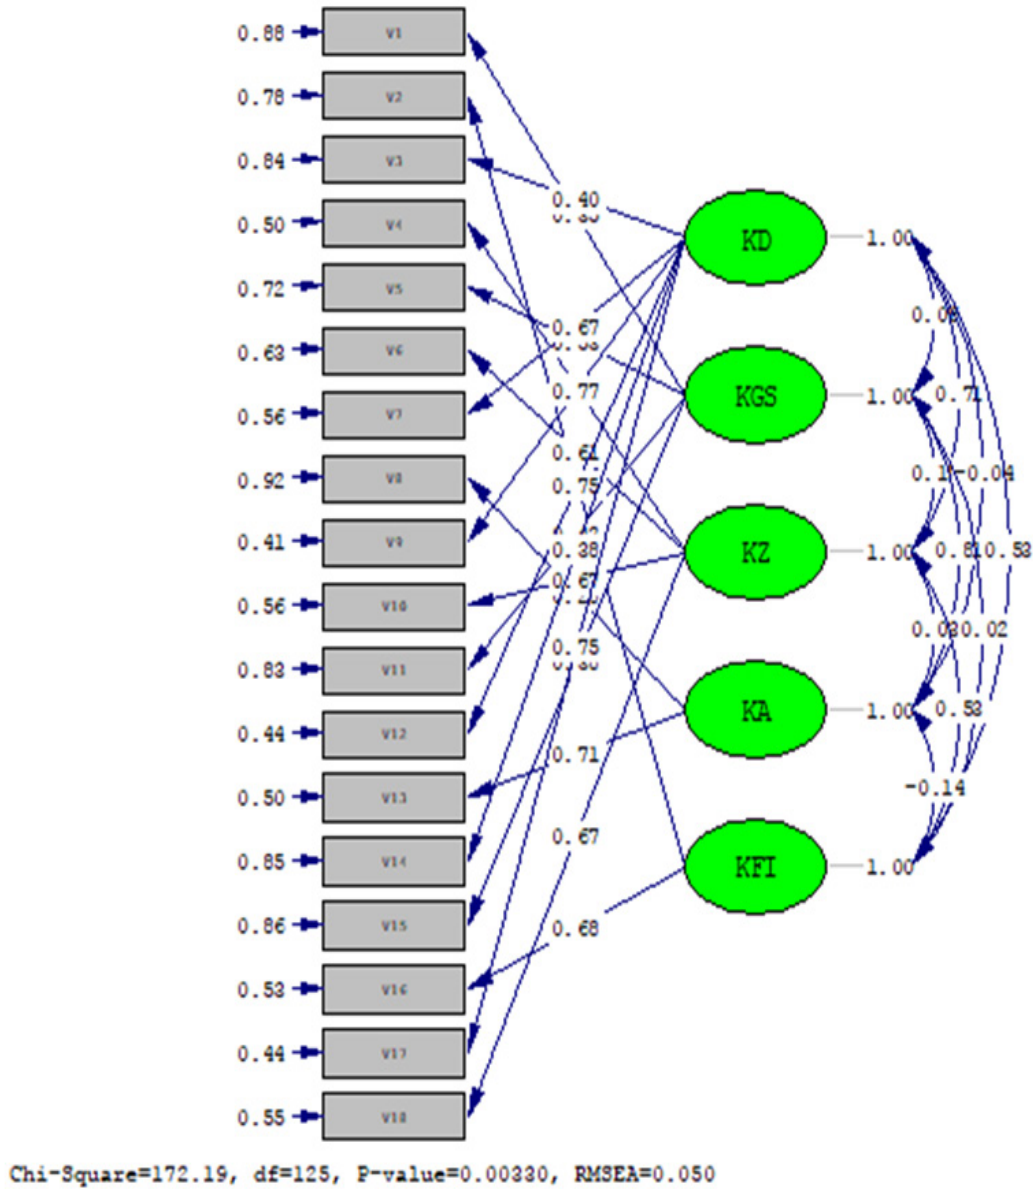 0.88 V1
0.78 V2
0.84 V3
0.50 V4
0.72 V5
0.63 V6
0.56 V7
0.92 V8
0.41 V9
0.56 V10
0.83 V11
0.44 V12
0.50 V13
0.85 V14
0.86 V15
0.53 V16
0.44 V17
0.55 V18
0.40
0.67
0.77
0.61
0.75
0.38
0.67
0.75
0.71
0.67
0.68
KD 1.00
KGS 1.00
KZ 1.00
KA 1.00
KFI 1.00
0.71
-0.04
0.81
0.53
0.03
0.02
0.53
-0.14
Chi-Square=172.19, df=125, P-value=0.00330, RMSEA=0.050